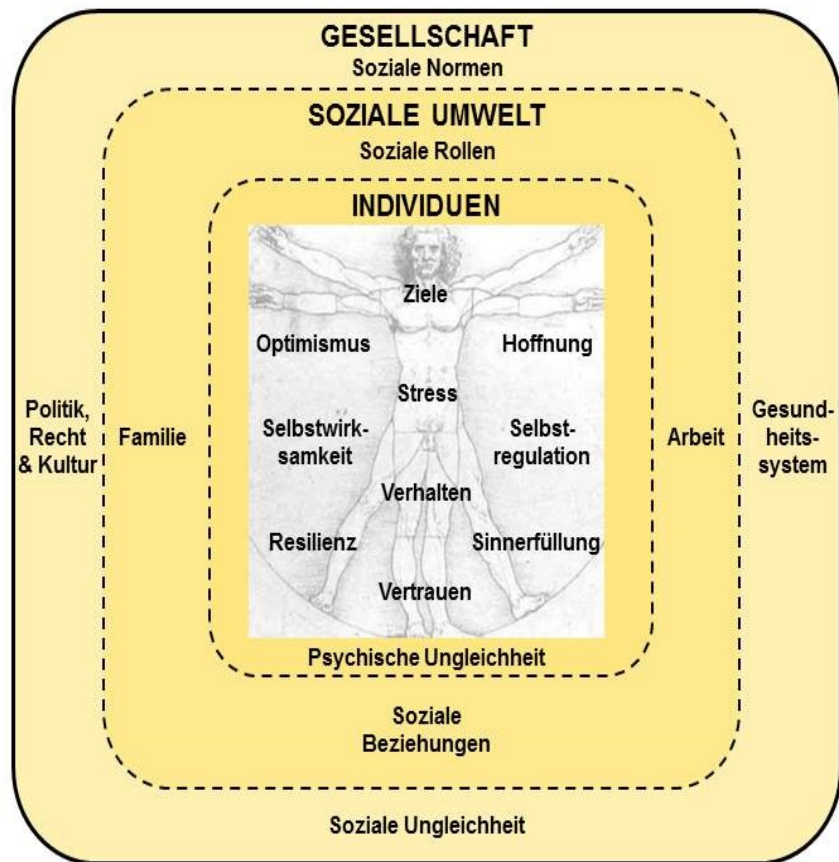 GESELLSCHAFT
Soziale Normen
SOZIALE UMWELT
Soziale Rollen
INDIVIDUEN
Ziele
Optimismus
Hoffnung
Stress
Politik,
Recht
& Kultur
Familie
Selbstwirk-
samkeit
Selbst-
regulation
Arbeit
Gesund-
heits-
system
Verhalten
Resilienz
Sinnerfüllung
Vertrauen
Psychische Ungleichheit
Soziale
Beziehungen
Soziale Ungleichheit